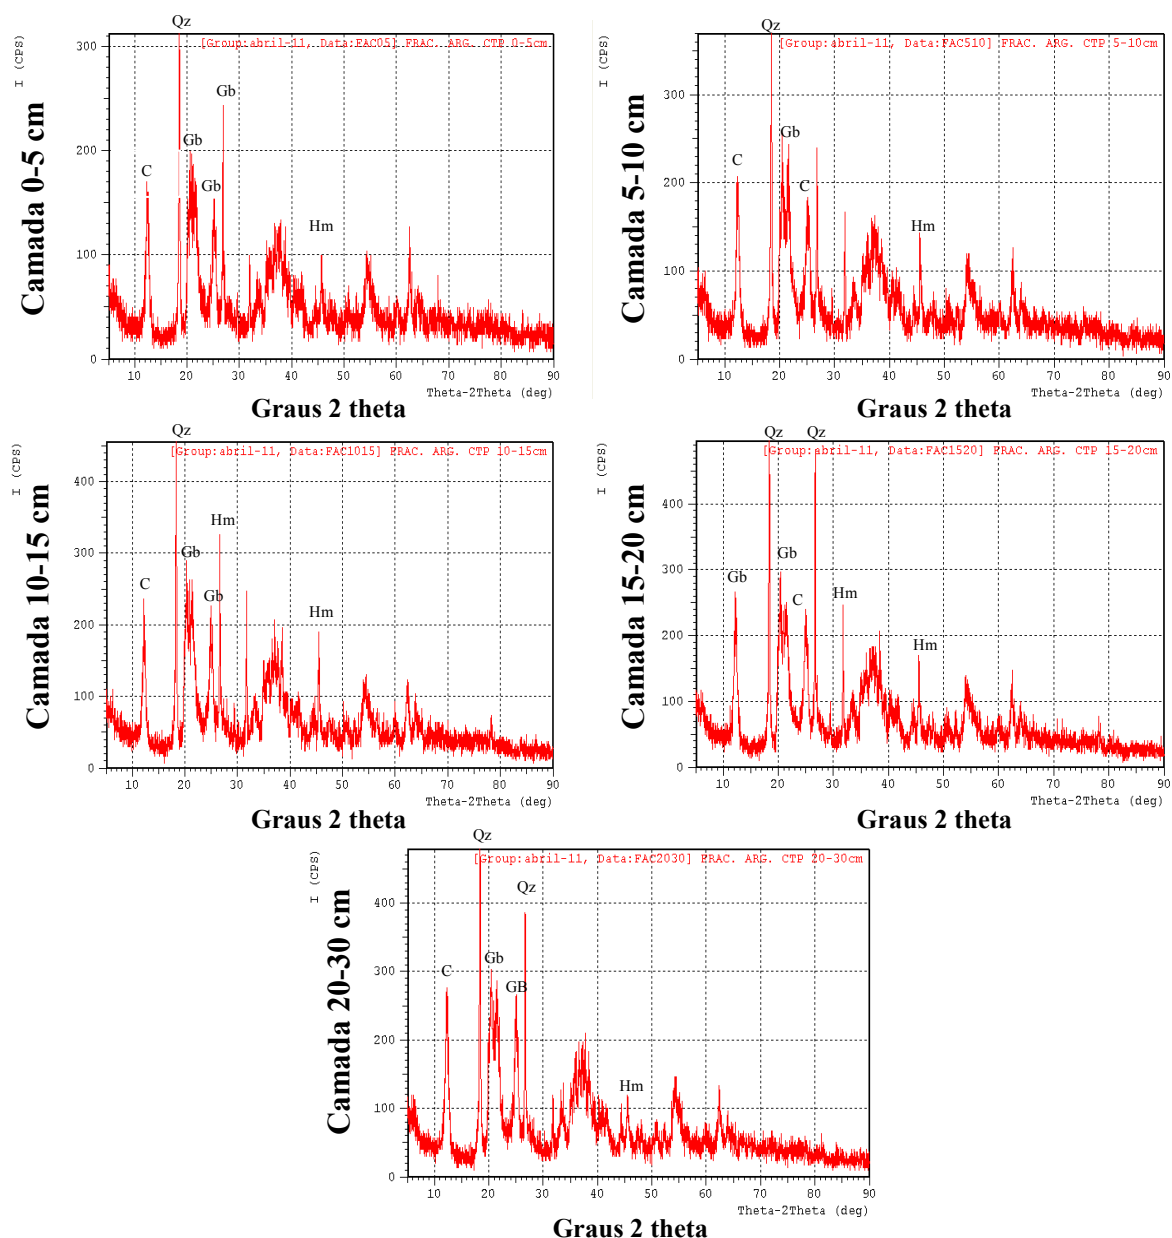 Qz
[Group:abril-11, Data:FAC05] FRAC. ARG. CTP 0-5cm
I (CPS)
Camada 0-5 cm
300
200
100
0
C
Gb
Gb
Gb
Hm
10 20 30 40 50 60 70 80 90
Theta-2Theta (deg)
Graus 2 theta
Qz
[Group:abril-11, Data:FAC510] FRAC. ARG. CTP 5-10cm
I (CPS)
Camada 5-10 cm
300
200
100
0
C
Gb
C
Hm
10 20 30 40 50 60 70 80 90
Theta-2Theta (deg)
Graus 2 theta
Qz
[Group:abril-11, Data:FAC1015] FRAC. ARG. CTP 10-15cm
I (CPS)
Camada 10-15 cm
400
300
200
100
0
C
Gb
Gb
Hm
Hm
10 20 30 40 50 60 70 80 90
Theta-2Theta (deg)
Graus 2 theta
Qz Qz
[Group:abril-11, Data:FAC1520] FRAC. ARG. CTP 15-20cm
I (CPS)
Camada 15-20 cm
400
300
200
100
0
Gb
Gb
C
Hm
Hm
10 20 30 40 50 60 70 80 90
Theta-2Theta (deg)
Graus 2 theta
Qz
[Group:abril-11, Data:FAC2030] FRAC. ARG. CTP 20-30cm
I (CPS)
Camada 20-30 cm
400
300
200
100
0
C
Gb
GB
Qz
Hm
10 20 30 40 50 60 70 80 90
Theta-2Theta (deg)
Graus 2 theta